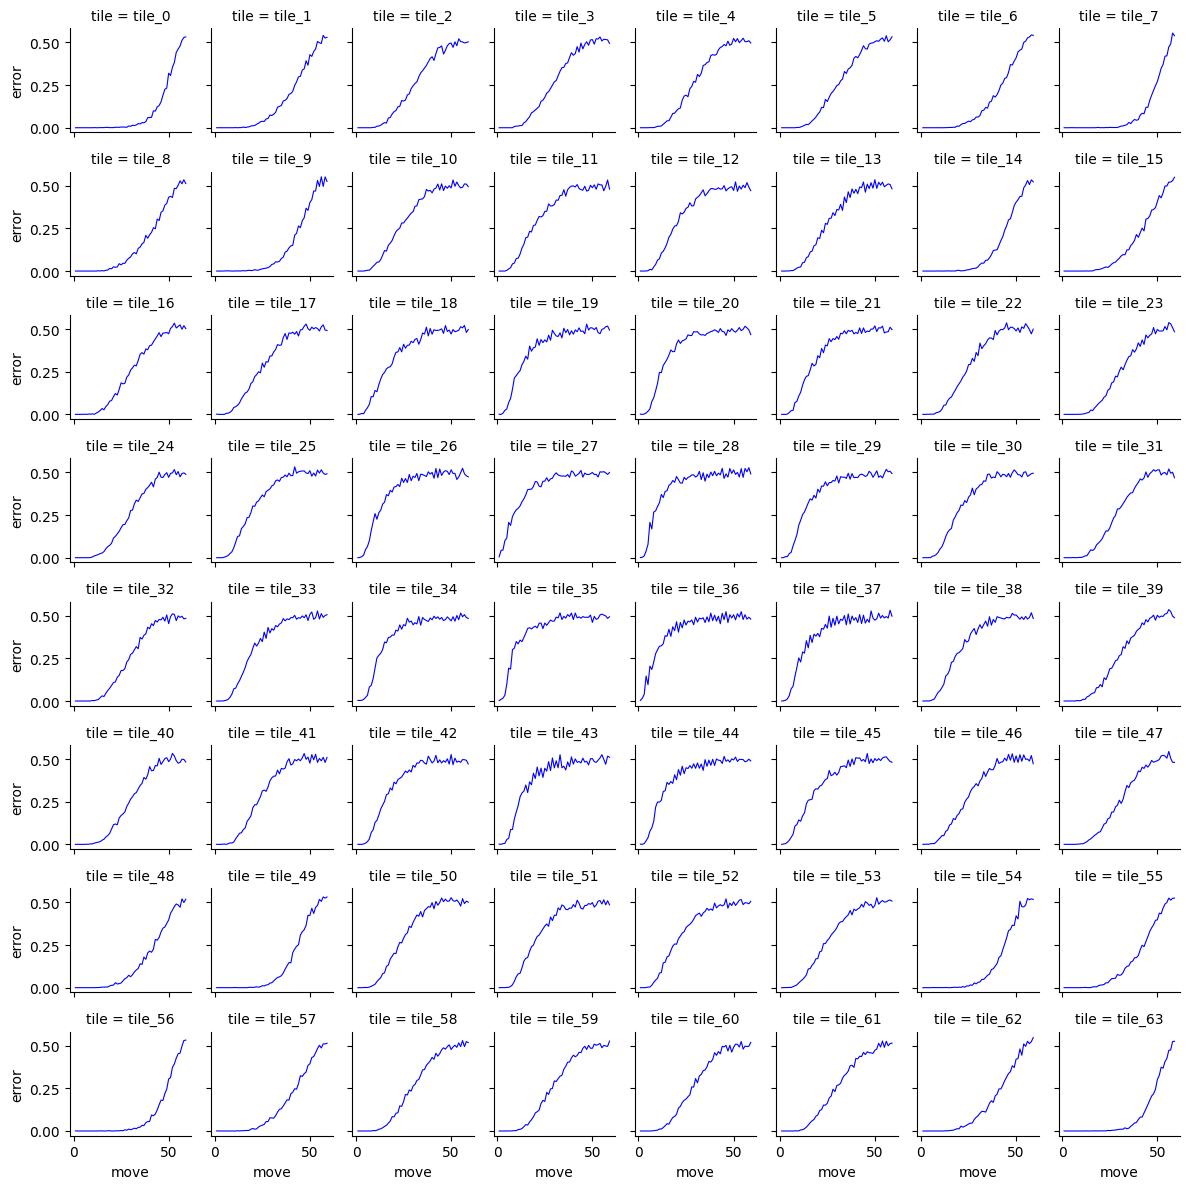 tile = tile_0 tile = tile_1 tile = tile_2 tile = tile_3 tile = tile_4 tile = tile_5 tile = tile_6 tile = tile_7
0.50
error
0.25
0.00
tile = tile_8 tile = tile_9 tile = tile_10 tile = tile_11 tile = tile_12 tile = tile_13 tile = tile_14 tile = tile_15
0.50
error
0.25
0.00
tile = tile_16 tile = tile_17 tile = tile_18 tile = tile_19 tile = tile_20 tile = tile_21 tile = tile_22 tile = tile_23
0.50
error
0.25
0.00
tile = tile_24 tile = tile_25 tile = tile_26 tile = tile_27 tile = tile_28 tile = tile_29 tile = tile_30 tile = tile_31
0.50
error
0.25
0.00
tile = tile_32 tile = tile_33 tile = tile_34 tile = tile_35 tile = tile_36 tile = tile_37 tile = tile_38 tile = tile_39
0.50
error
0.25
0.00
tile = tile_40 tile = tile_41 tile = tile_42 tile = tile_43 tile = tile_44 tile = tile_45 tile = tile_46 tile = tile_47
0.50
error
0.25
0.00
tile = tile_48 tile = tile_49 tile = tile_50 tile = tile_51 tile = tile_52 tile = tile_53 tile = tile_54 tile = tile_55
0.50
error
0.25
0.00
tile = tile_56 tile = tile_57 tile = tile_58 tile = tile_59 tile = tile_60 tile = tile_61 tile = tile_62 tile = tile_63
0.50
error
0.25
0.00
0 50 0 50 0 50 0 50 0 50 0 50 0 50 0 50
move move move move move move move move